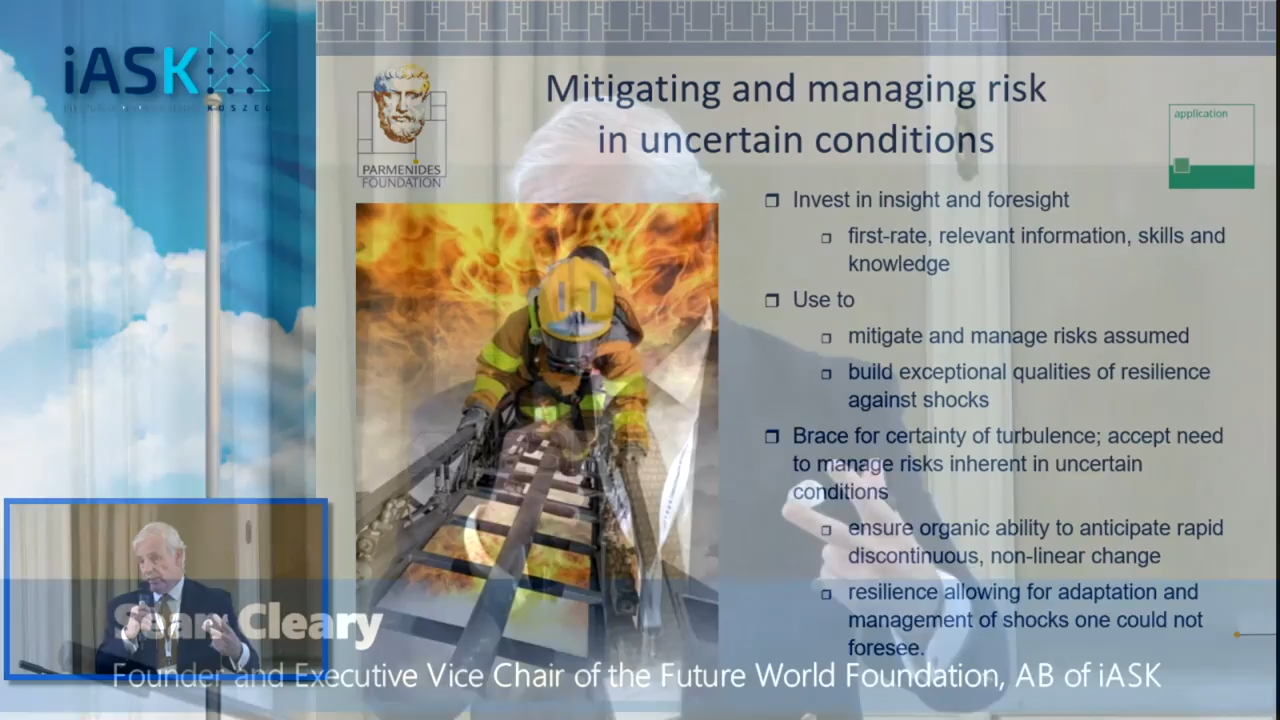 iASK
KOSZEG
PARMENIDES
FOUNDATION
Mitigating and managing risk
in uncertain conditions
application
Invest in insight and foresight
first-rate, relevant information, skills and
knowledge
Use to
mitigate and manage risks assumed
build exceptional qualities of resilience
against shocks
Brace for certainty of turbulence; accept need
to manage risks inherent in uncertain
conditions
ensure organic ability to anticipate rapid
discontinuous, non-linear change
resilience allowing for adaptation and
management of shocks one could not
foresee.
Sean Cleary
Founder and Executive Vice Chair of the Future World Foundation, AB of iASK